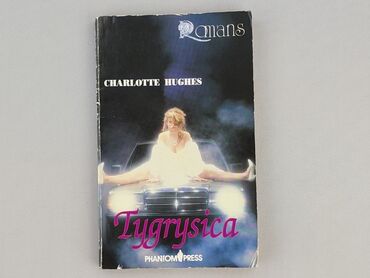 Romans
CHARLOTTE HUGHES
Tygrysica
PHANTOM PRESS